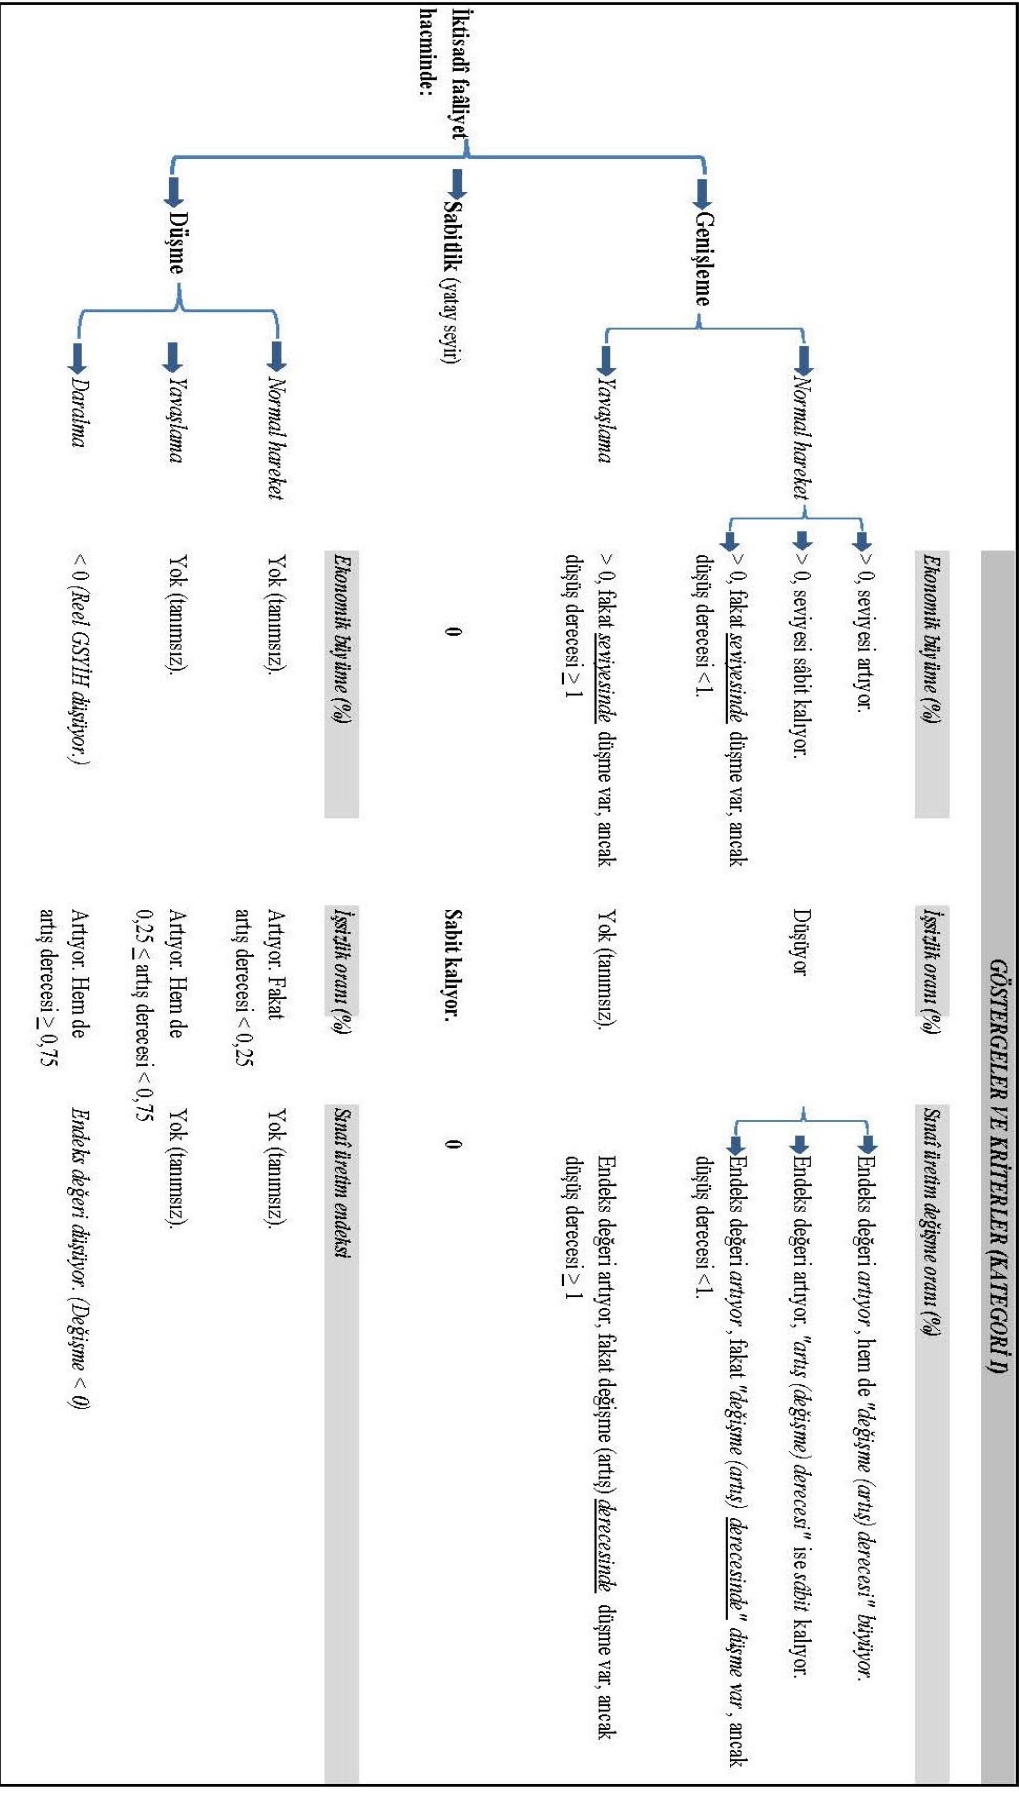 GÖSTERGELER VE KRİTERLER (KATEGORİ I)
Ekonomik büyüme (%)
İşsizlik oranı (%)
Sınaî üretim değişme oranı (%)
İktisadî faâliyet
hacminde:
Genişleme
Normal hareket
> 0, seviyesi artıyor.
> 0, seviyesi sâbit kalıyor.
> 0, fakat seviyesinde düşme var, ancak
düşüş derecesi <1.
Düşüyor
Endeks değeri artıyor, hem de "değişme (artış) derecesi" büyüyor.
Endeks değeri artıyor, "artış (değişme) derecesi" ise sâbit kalıyor.
Endeks değeri artıyor, fakat "değişme (artış) derecesinde" düşme var, ancak
düşüş derecesi <1.
Yavaşlama
> 0, fakat seviyesinde düşme var, ancak
düşüş derecesi ≥ 1
Yok (tanımsız).
Endeks değeri artıyor, fakat değişme (artış) derecesinde düşme var, ancak
düşüş derecesi ≥ 1
Sabitlik (yatay seyir)
0
Sabit kalıyor.
0
Ekonomik büyüme (%)
İşsizlik oranı (%)
Sınaî üretim endeksi
Düşme
Normal hareket
Yok (tanımsız).
Artıyor. Fakat
artış derecesi < 0,25
Yok (tanımsız).
Yavaşlama
Yok (tanımsız).
Artıyor. Hem de
0,25 ≤ artış derecesi < 0,75
Yok (tanımsız).
Daralma
< 0 (Reel GSYİH düşüyor.)
Artıyor. Hem de
artış derecesi ≥ 0,75
Endeks değeri düşüyor. (Değişme < 0)